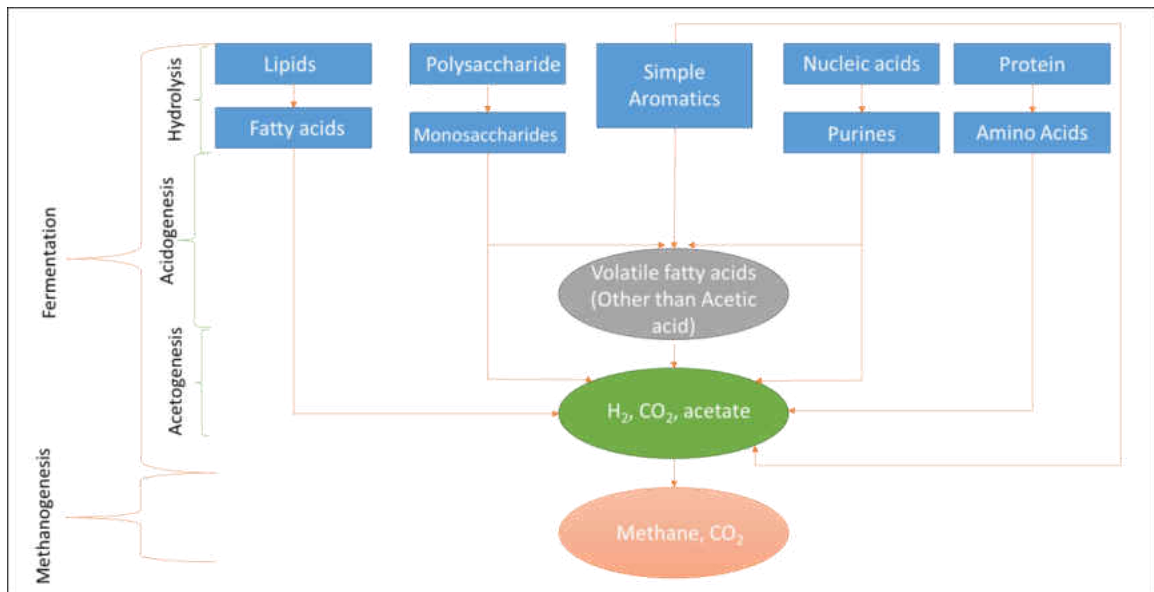 Fermentation
Methanogenesis
Hydrolysis
Acidogenesis
Acetogenesis
Lipids
Polysaccharide
Simple
Aromatics
Nucleic acids
Protein
Fatty acids
Monosaccharides
Purines
Amino Acids
Volatile fatty acids
(Other than Acetic
acid)
H₂, CO₂, acetate
Methane, CO₂